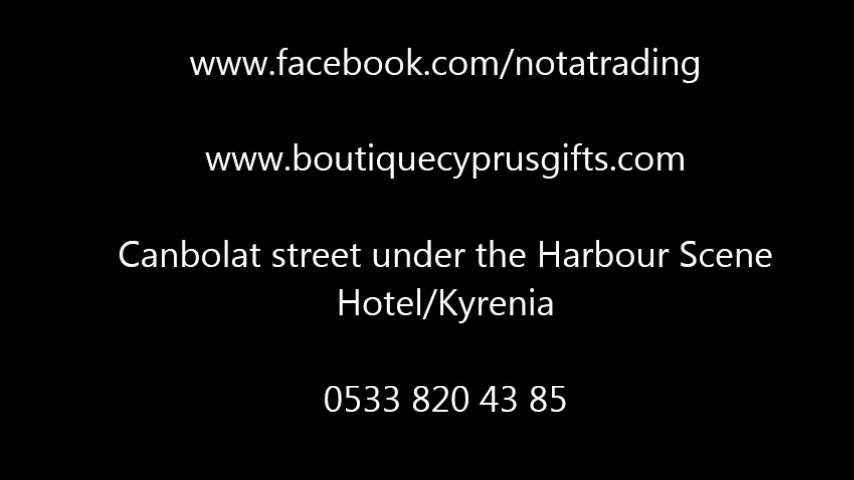 www.facebook.com/notatrading
www.boutiquecyprusgifts.com
Canbolat street under the Harbour Scene
Hotel/Kyrenia
0533 820 43 85